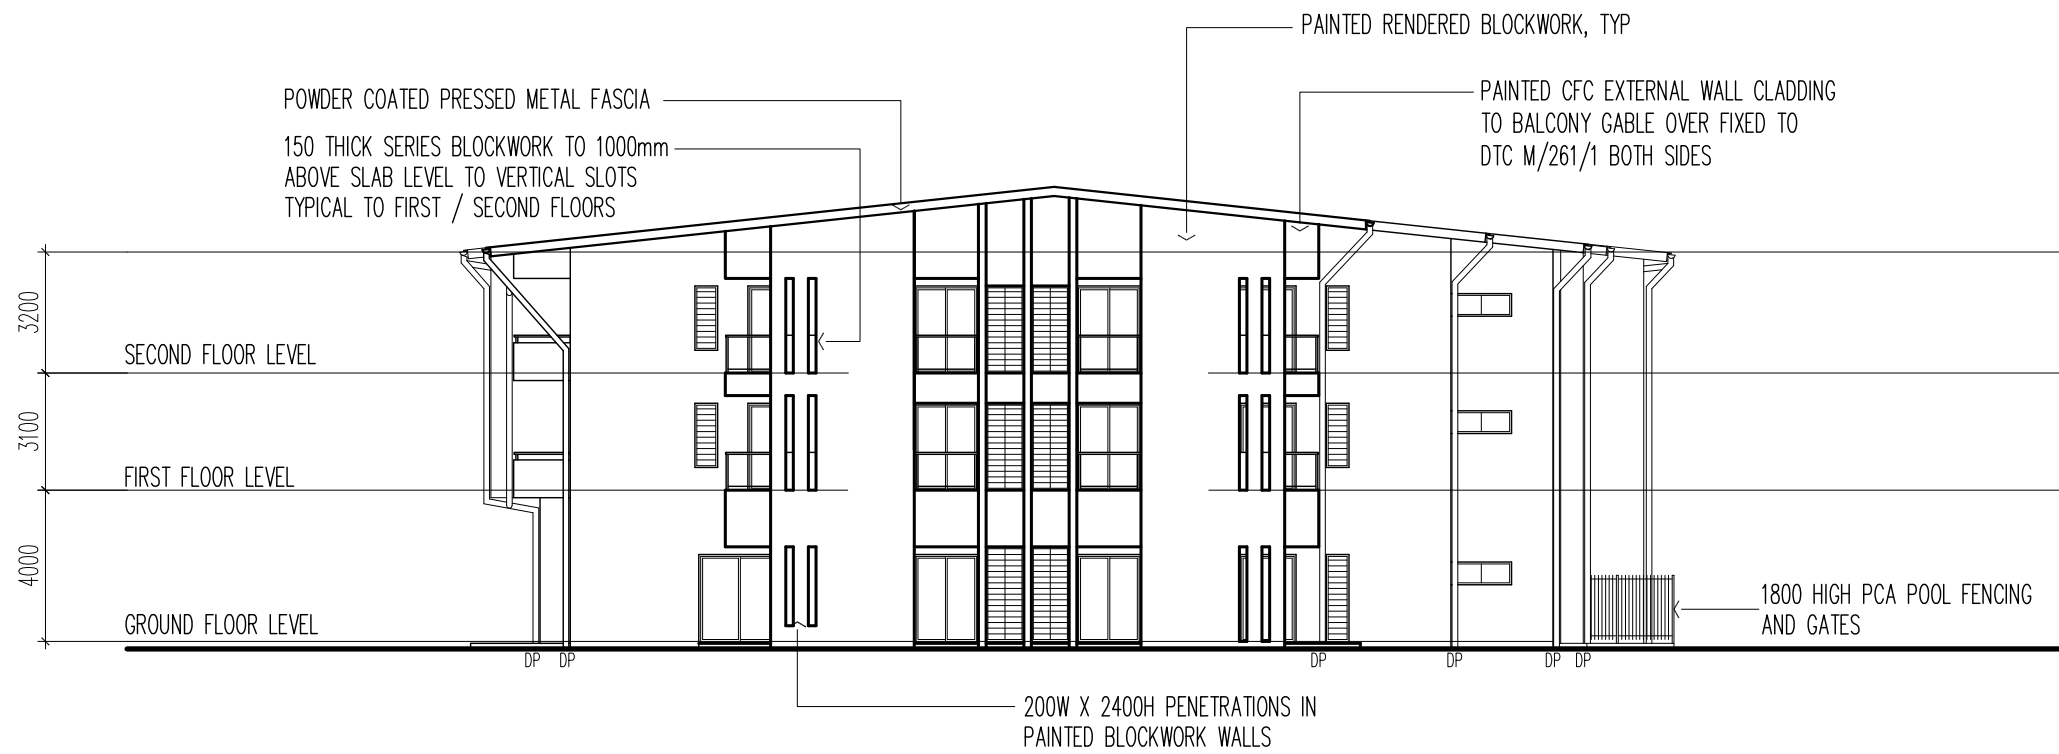 PAINTED RENDERED BLOCKWORK, TYP
POWDER COATED PRESSED METAL FASCIA
PAINTED CFC EXTERNAL WALL CLADDING
TO BALCONY GABLE OVER FIXED TO
DTC M/261/1 BOTH SIDES
150 THICK SERIES BLOCKWORK TO 1000mm
ABOVE SLAB LEVEL TO VERTICAL SLOTS
TYPICAL TO FIRST / SECOND FLOORS
3200
SECOND FLOOR LEVEL
3100
FIRST FLOOR LEVEL
4000
GROUND FLOOR LEVEL
1800 HIGH PCA POOL FENCING
AND GATES
DP DP DP DP DP DP
200W X 2400H PENETRATIONS IN
PAINTED BLOCKWORK WALLS